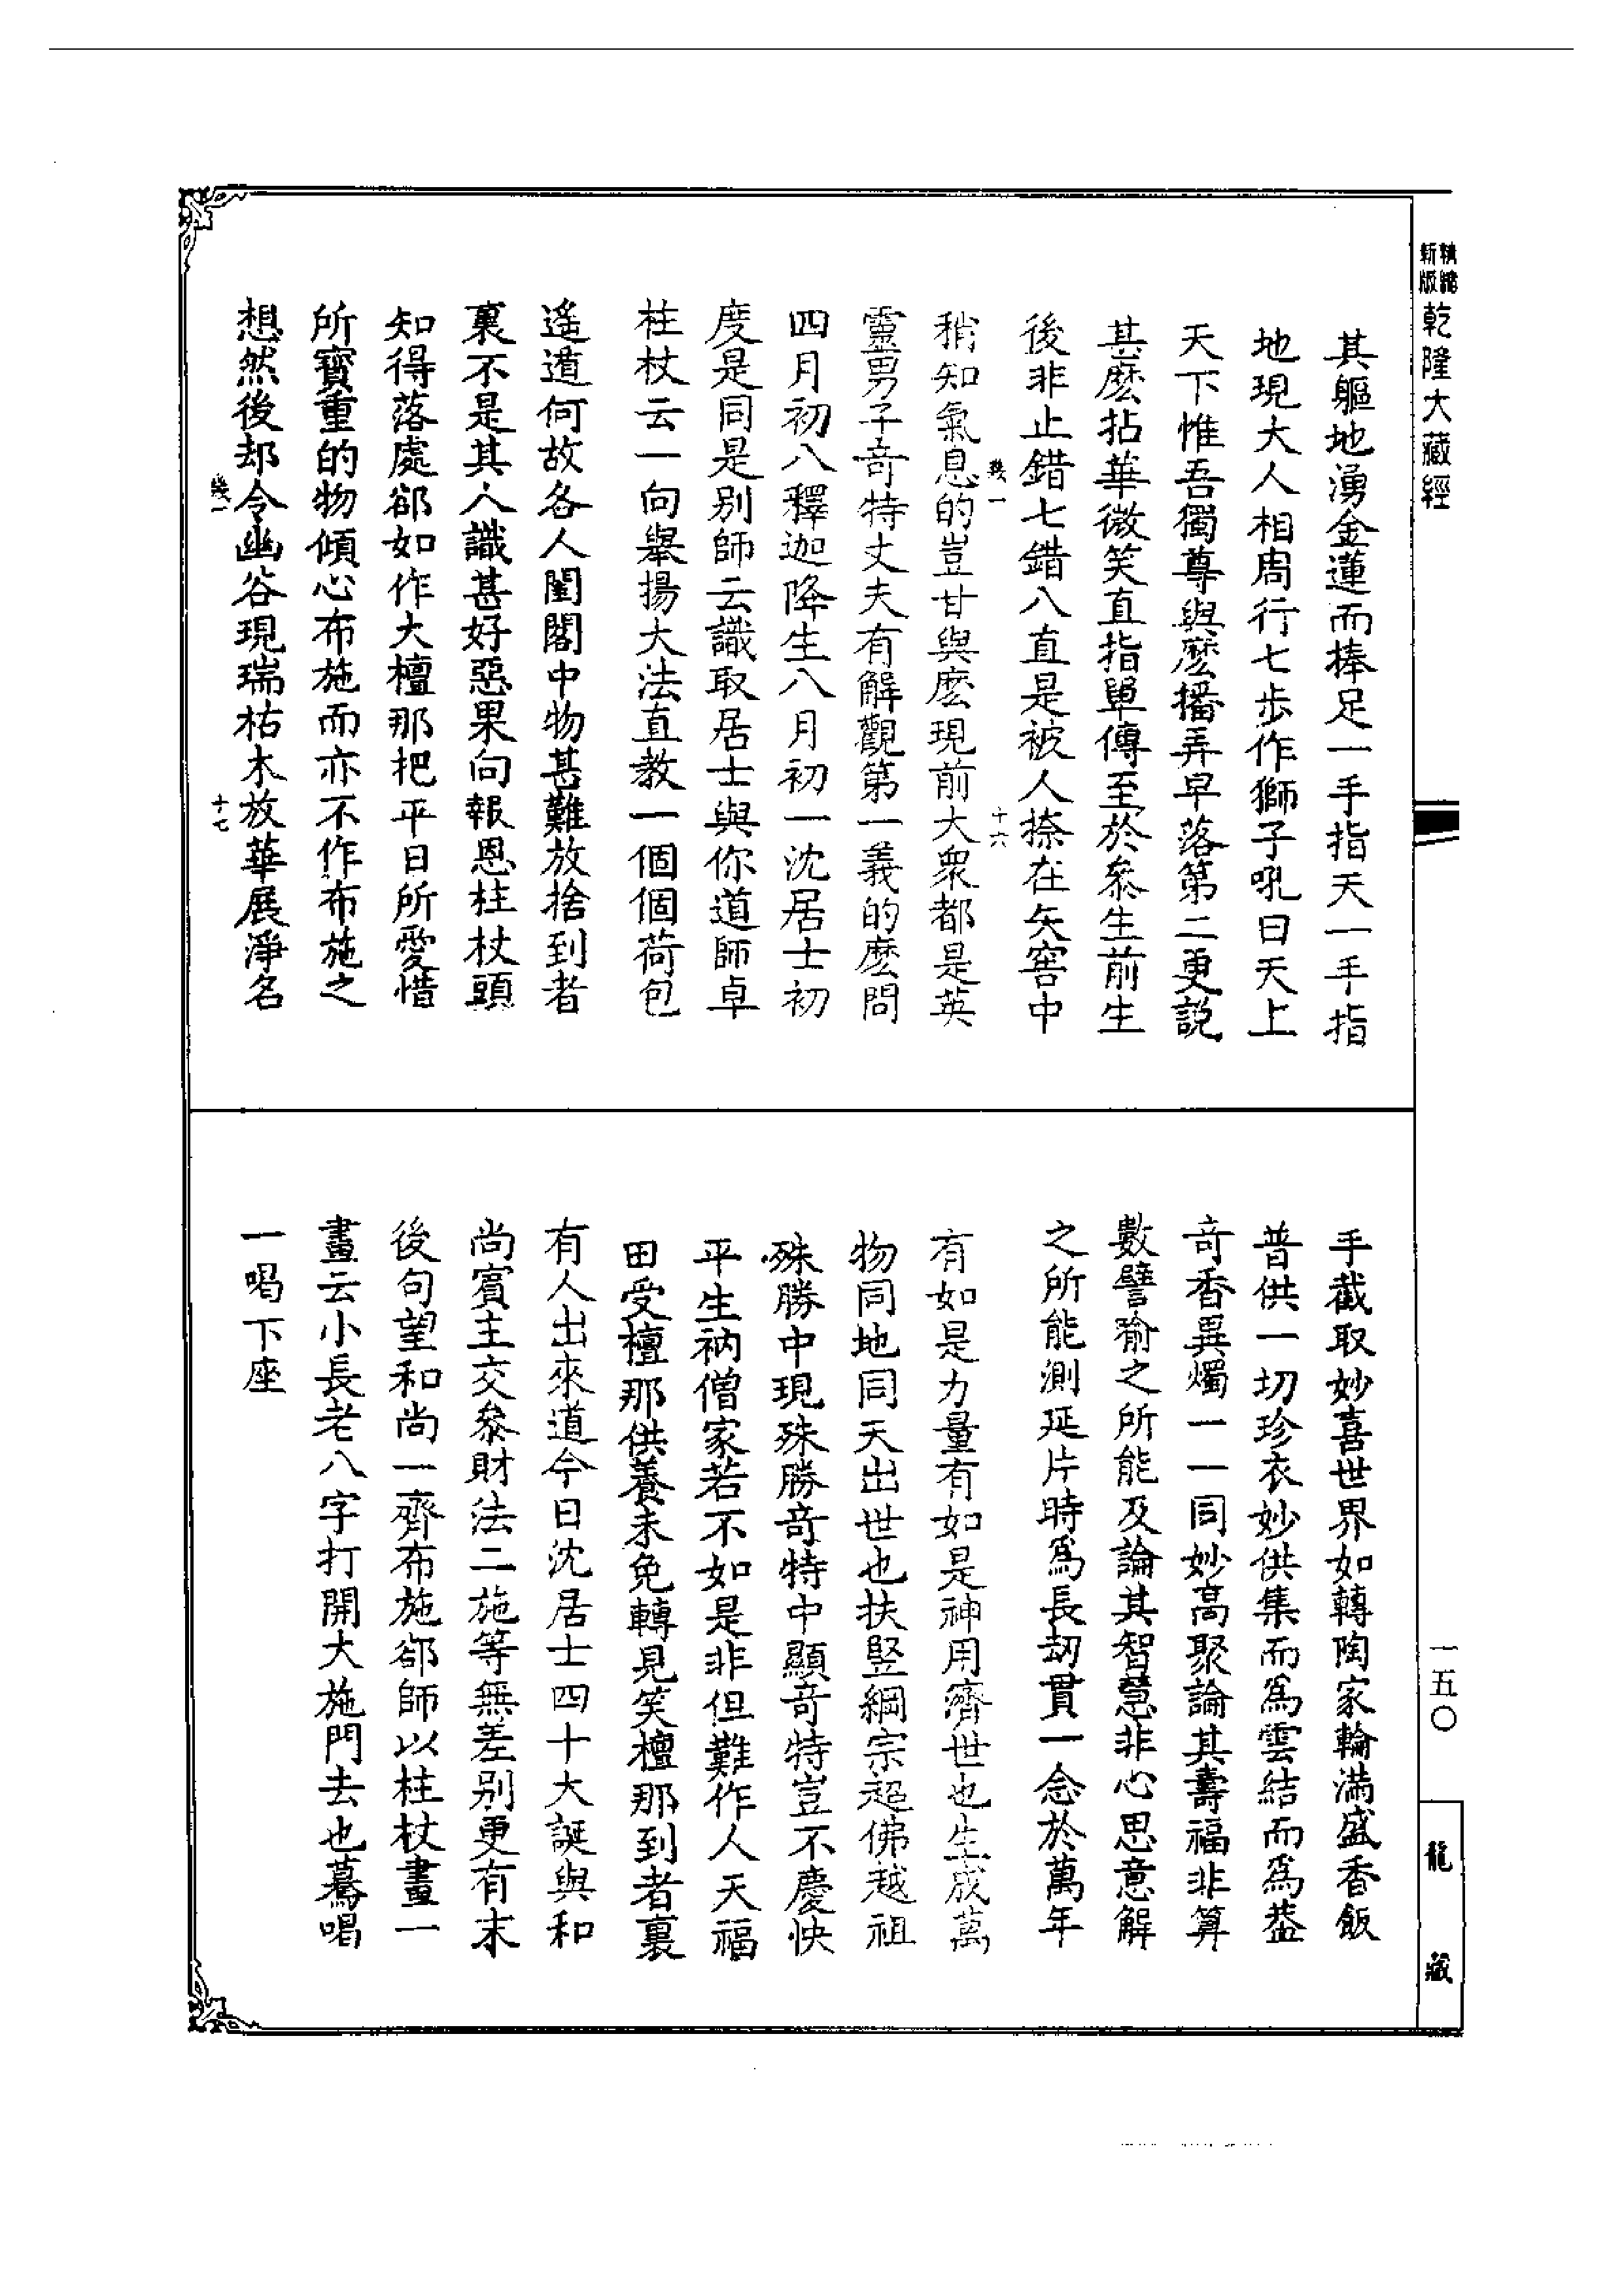 精縮新版乾隆大藏經
其軀地湧金蓮而捧足一手指天一手指
地現大人相周行七步作獅子吼曰天上
天下惟吾獨尊與麽播弄早落第二更說
甚麽拈華微笑直指單傳至於叅生前生
後非止錯七錯八直是被人捺在矢窖中
幾一 十六
稍知氣息的豈甘與麽現前大衆都是英
靈男子竒特丈夫有解觀第一義的麽問
四月初八釋迦降生八月初一沈居士初
度是同是别師云識取居士與你道師卓
柱杖云一向舉揚大法直教一個個荷包
遙遁何故各人閨閣中物甚難放捨到者
裏不是其人識甚好惡果向報恩柱杖頭
知得落處郤如作大檀那把平日所愛惜
所寳重的物傾心布施而亦不作布施之
想然後却令幽谷現瑞枯木放華展淨名
幾一 十七
手截取妙喜世界如轉陶家輪滿盛香飯
普供一切珍衣妙供集而爲雲結而爲葢
竒香異燭一一同妙高聚論其壽福非算
數譬喻之所能及論其智慧非心思意解
之所能測延片時爲長劫貫一念於萬年
有如是力量有如是神用濟世也生成萬
物同地同天出世也扶竪綱宗超佛越祖
殊勝中現殊勝竒特中顯竒特豈不慶快
平生衲僧家若不如是非但難作人天福
田受檀那供養未免轉見笑檀那到者裏
有人出來道今日沈居士四十大誕與和
尚賓主交叅財法二施等無差别更有末
後句望和尚一齊布施郤師以柱杖畫一
畫云小長老八字打開大施門去也驀喝
一喝下座
一五〇
龍藏